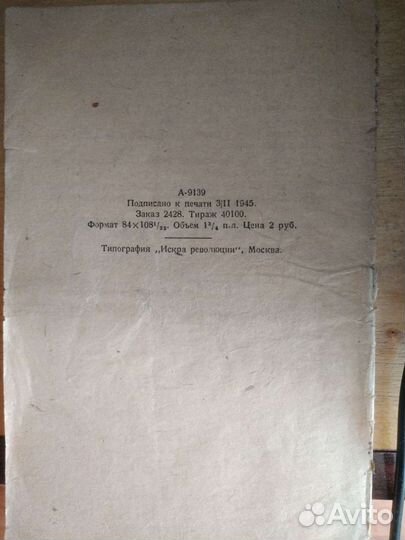 А-9139
Подписано к печати 3/II 1945.
Заказ 2428. Тираж 40100.
Формат 84×108¹/₃₂. Объем 1³/₄ п.л. Цена 2 руб.
Типография „Искра революции“, Москва.
Avito